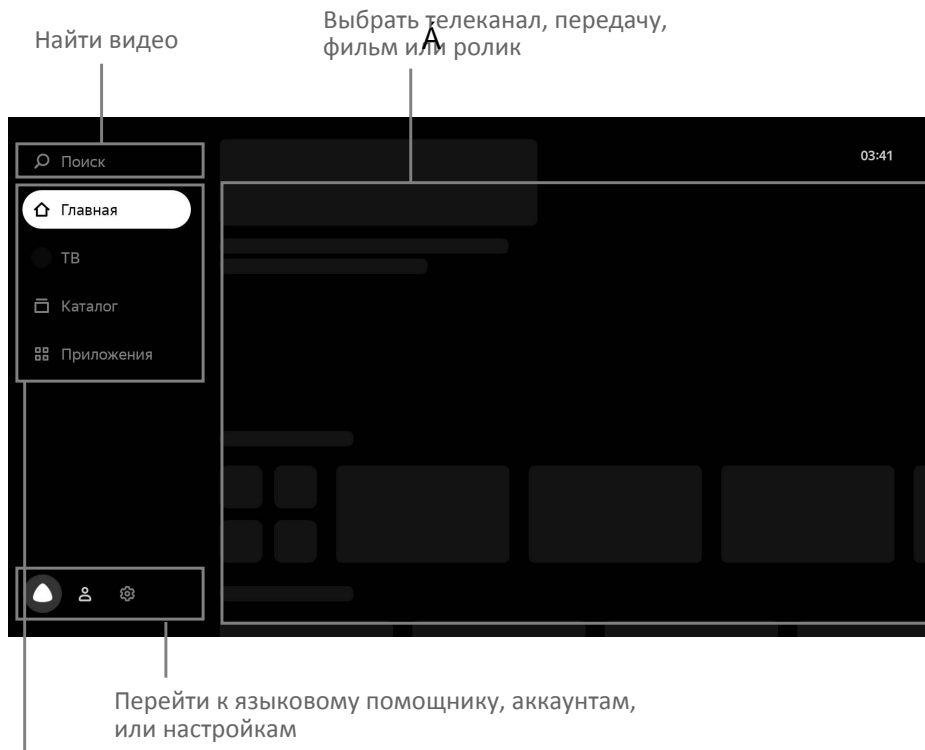 Найти видео
Выбрать телеканал, передачу,
фильм или ролик
А
Поиск
03:41
Главная
ТВ
Каталог
Приложения
Перейти к языковому помощнику, аккаунтам,
или настройкам